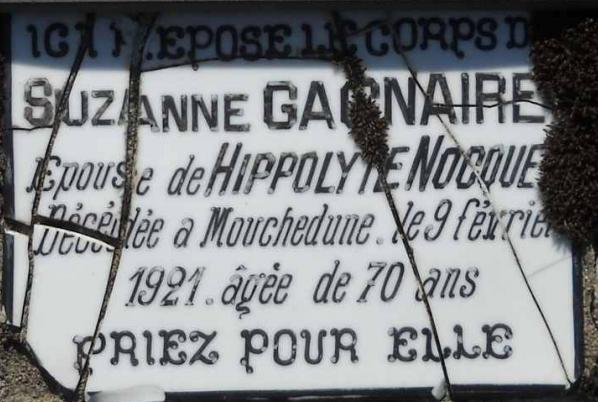 ICI REPOSE LE CORPS D
SUZANNE GAGNAIRE
Epouse de HIPPOLYTE NOCQUE
Décédée a Mouchedune. le 9 février
1921. âgée de 70 ans
PRIEZ POUR ELLE